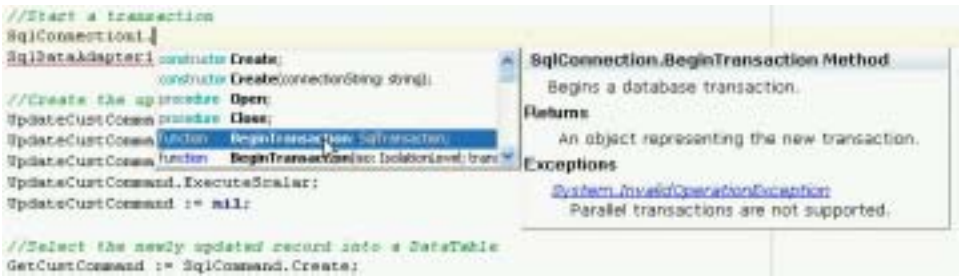 //Start a transaction
SqlConnection1.
SqlDataAdapter1
constructor Create;
constructor Create(connectionString: string);
procedure Open;
procedure Close;
function BeginTransaction: SqlTransaction;
function BeginTransaction(iso: IsolationLevel; trans
//Create the up
UpdateCustComma
UpdateCustComma
UpdateCustComma
UpdateCustCommand.ExecuteScalar;
UpdateCustCommand := nil;
//Select the newly updated record into a DataTable
GetCustCommand := SqlCommand.Create;
SqlConnection.BeginTransaction Method
Begins a database transaction.
Returns
An object representing the new transaction.
Exceptions
System.InvalidOperationException
Parallel transactions are not supported.